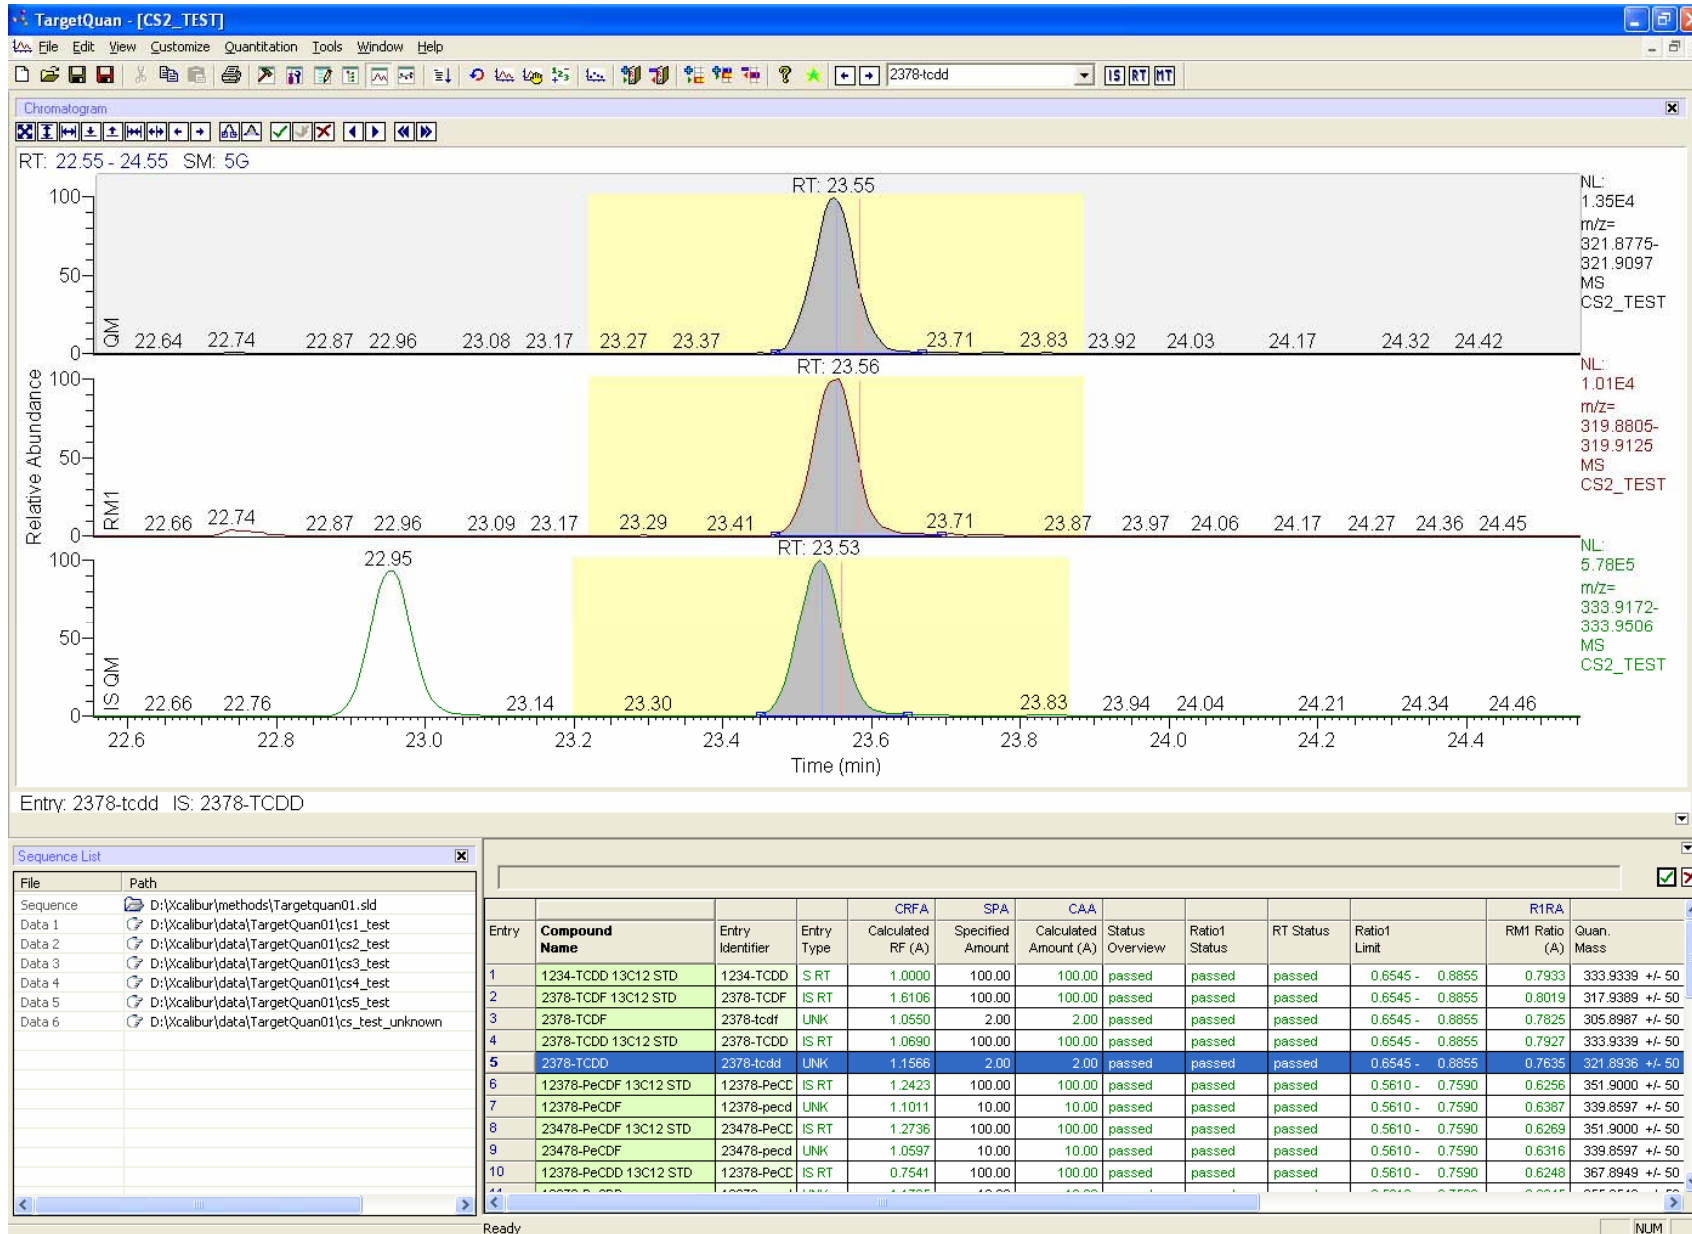 TargetQuan - [CS2_TEST]
File Edit View Customize Quantitation Tools Window Help
2378-tcdd IS RT MT
Chromatogram
RT: 22.55 - 24.55 SM: 5G
RT: 23.55
100
50
0
QM
22.64 22.74 22.87 22.96 23.08 23.17 23.27 23.37 23.71 23.83 23.92 24.03 24.17 24.32 24.42
NL:
1.35E4
m/z=
321.8775-
321.9097
MS
CS2_TEST
Relative Abundance
RT: 23.56
100
50
0
RM1
22.66 22.74 22.87 22.96 23.09 23.17 23.29 23.41 23.71 23.87 23.97 24.06 24.17 24.27 24.36 24.45
NL:
1.01E4
m/z=
319.8805-
319.9125
MS
CS2_TEST
RT: 23.53
22.95
100
50
0
IS QM
22.66 22.76 23.14 23.30 23.83 23.94 24.04 24.21 24.34 24.46
NL:
5.78E5
m/z=
333.9172-
333.9506
MS
CS2_TEST
22.6 22.8 23.0 23.2 23.4 23.6 23.8 24.0 24.2 24.4
Time (min)
Entry: 2378-tcdd IS: 2378-TCDD
Sequence List
File Path
Sequence D:\Xcalibur\methods\Targetquan01.sld
Data 1 D:\Xcalibur\data\TargetQuan01\cs1_test
Data 2 D:\Xcalibur\data\TargetQuan01\cs2_test
Data 3 D:\Xcalibur\data\TargetQuan01\cs3_test
Data 4 D:\Xcalibur\data\TargetQuan01\cs4_test
Data 5 D:\Xcalibur\data\TargetQuan01\cs5_test
Data 6 D:\Xcalibur\data\TargetQuan01\cs_test_unknown
CRFA SPA CAA R1RA
Entry Compound Name Entry Identifier Entry Type Calculated RF (A) Specified Amount Calculated Amount (A) Status Overview Ratio1 Status RT Status Ratio1 Limit RM1 Ratio (A) Quan. Mass
1 1234-TCDD 13C12 STD 1234-TCDD S RT 1.0000 100.00 100.00 passed passed passed 0.6545 - 0.8855 0.7933 333.9339 +/- 50
2 2378-TCDF 13C12 STD 2378-TCDF IS RT 1.6106 100.00 100.00 passed passed passed 0.6545 - 0.8855 0.8019 317.9389 +/- 50
3 2378-TCDF 2378-tcdf UNK 1.0550 2.00 2.00 passed passed passed 0.6545 - 0.8855 0.7825 305.8987 +/- 50
4 2378-TCDD 13C12 STD 2378-TCDD IS RT 1.0690 100.00 100.00 passed passed passed 0.6545 - 0.8855 0.7927 333.9339 +/- 50
5 2378-TCDD 2378-tcdd UNK 1.1566 2.00 2.00 passed passed passed 0.6545 - 0.8855 0.7635 321.8936 +/- 50
6 12378-PeCDF 13C12 STD 12378-PeCD IS RT 1.2423 100.00 100.00 passed passed passed 0.5610 - 0.7590 0.6256 351.9000 +/- 50
7 12378-PeCDF 12378-pecd UNK 1.1011 10.00 10.00 passed passed passed 0.5610 - 0.7590 0.6387 339.8597 +/- 50
8 23478-PeCDF 13C12 STD 23478-PeCD IS RT 1.2736 100.00 100.00 passed passed passed 0.5610 - 0.7590 0.6269 351.9000 +/- 50
9 23478-PeCDF 23478-pecd UNK 1.0597 10.00 10.00 passed passed passed 0.5610 - 0.7590 0.6316 339.8597 +/- 50
10 12378-PeCDD 13C12 STD 12378-PeCD IS RT 0.7541 100.00 100.00 passed passed passed 0.5610 - 0.7590 0.6248 367.8949 +/- 50
Ready NUM